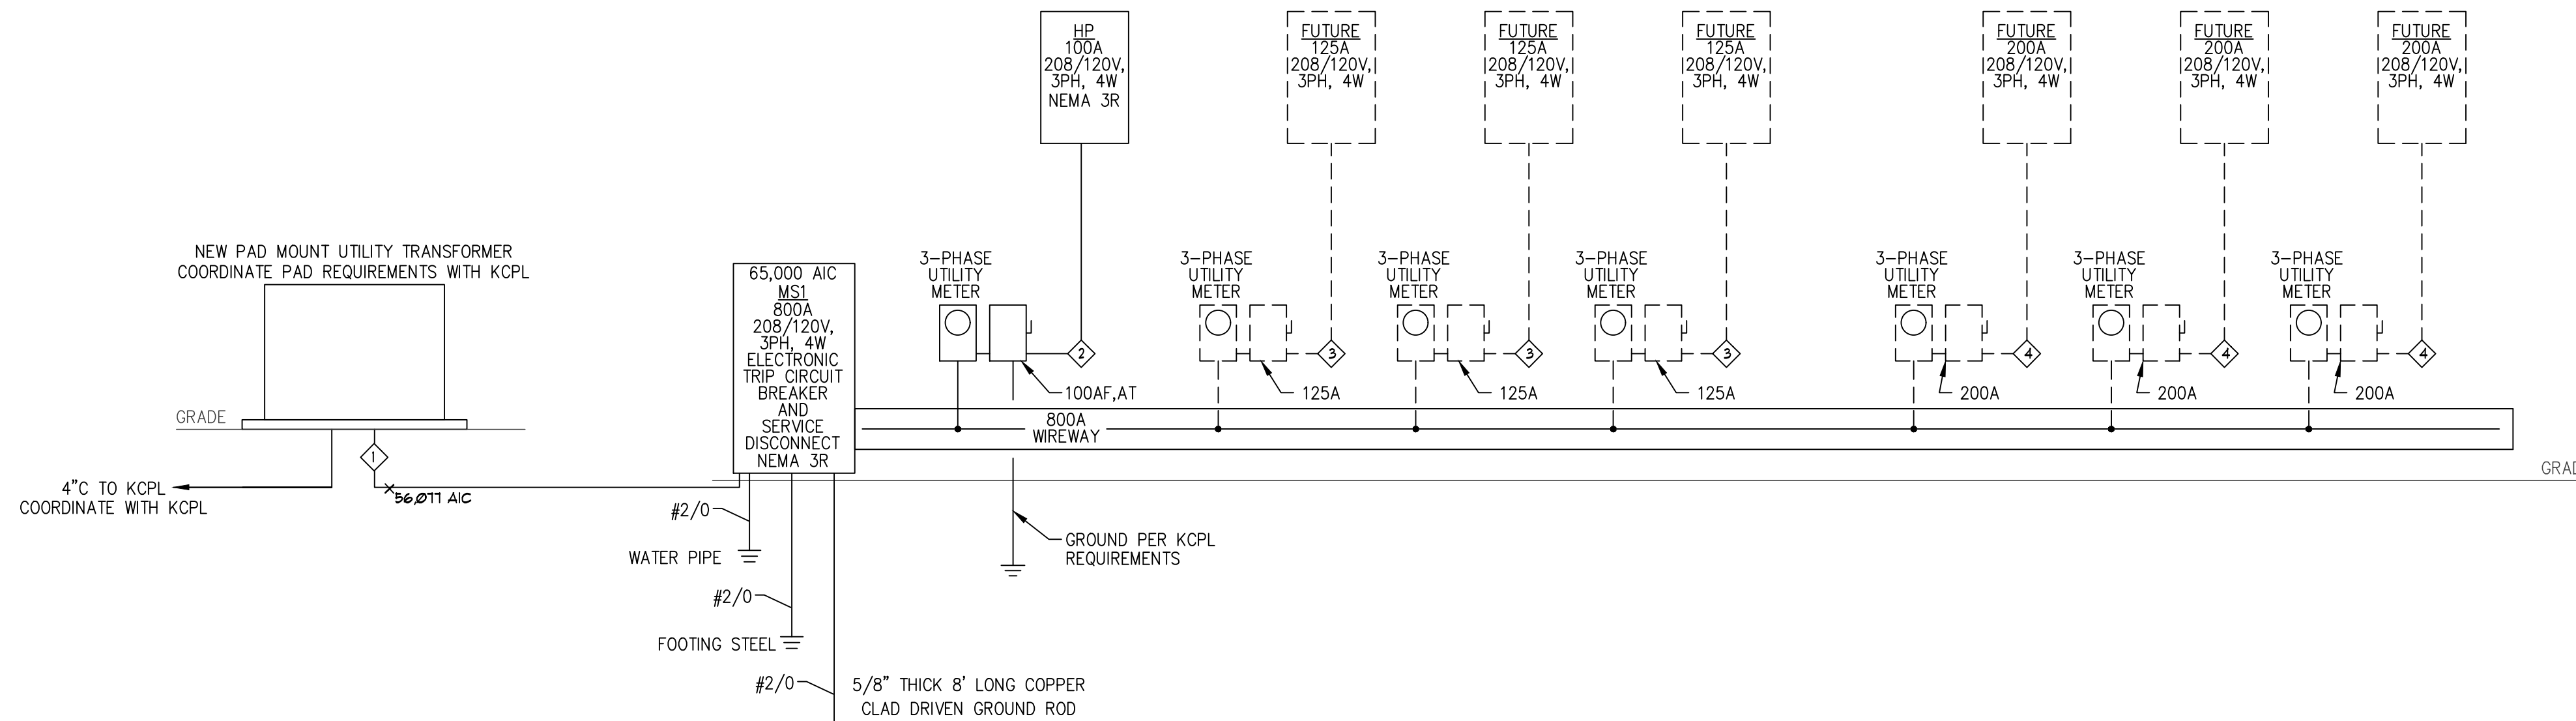 HP
100A
208/120V,
3PH, 4W
NEMA 3R
FUTURE
125A
208/120V,
3PH, 4W
FUTURE
125A
208/120V,
3PH, 4W
FUTURE
125A
208/120V,
3PH, 4W
FUTURE
200A
208/120V,
3PH, 4W
FUTURE
200A
208/120V,
3PH, 4W
FUTURE
200A
208/120V,
3PH, 4W
NEW PAD MOUNT UTILITY TRANSFORMER
COORDINATE PAD REQUIREMENTS WITH KCPL
GRADE
1
4"C TO KCPL
COORDINATE WITH KCPL
56,077 AIC
65,000 AIC
MS1
800A
208/120V,
3PH, 4W
ELECTRONIC
TRIP CIRCUIT
BREAKER
AND
SERVICE
DISCONNECT
NEMA 3R
3-PHASE
UTILITY
METER
2
100AF,AT
3-PHASE
UTILITY
METER
3
125A
3-PHASE
UTILITY
METER
3
125A
3-PHASE
UTILITY
METER
3
125A
3-PHASE
UTILITY
METER
4
200A
3-PHASE
UTILITY
METER
4
200A
3-PHASE
UTILITY
METER
4
200A
800A
WIREWAY
GRAD
#2/0
WATER PIPE
#2/0
FOOTING STEEL
#2/0
5/8" THICK 8' LONG COPPER
CLAD DRIVEN GROUND ROD
GROUND PER KCPL
REQUIREMENTS